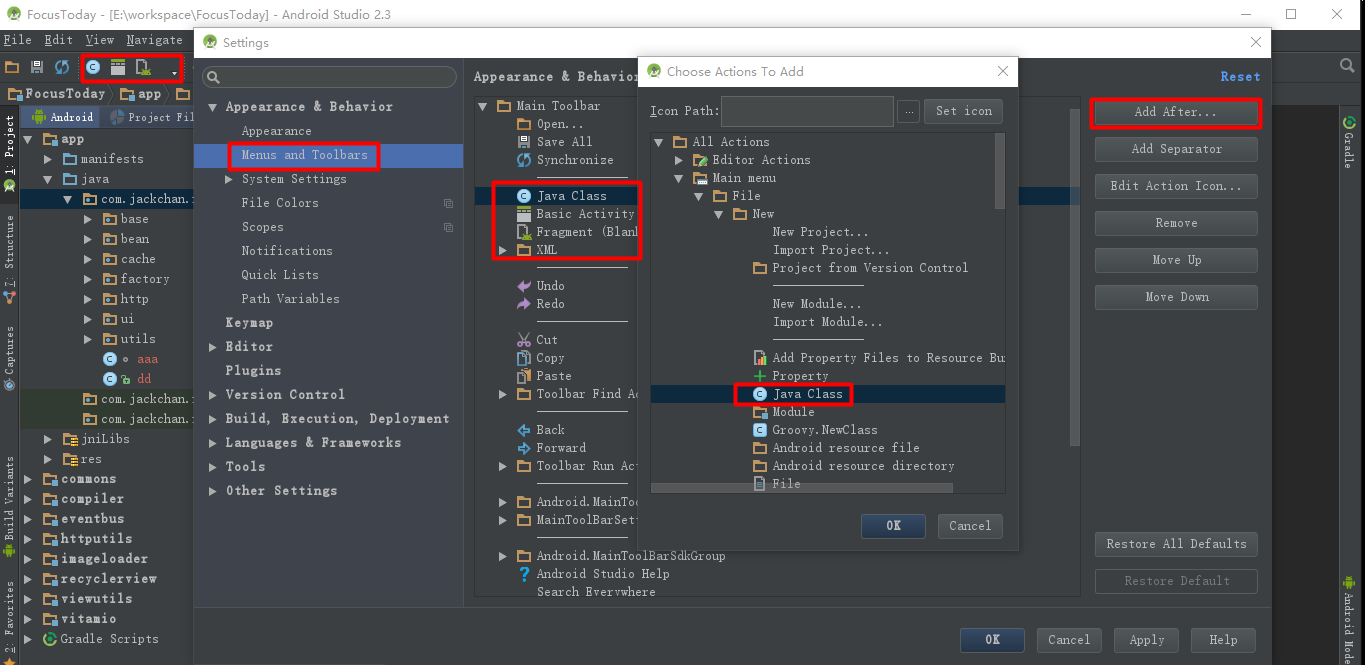 FocusToday - [E:\workspace\FocusToday] - Android Studio 2.3
File Edit View Navigate
FocusToday app
Android Project Fil
1: Project
7: Structure
Captures
Build Variants
2: Favorites
app
manifests
java
com.jackchan.
base
bean
cache
factory
http
ui
utils
aaa
dd
com.jackchan.
com.jackchan.
jniLibs
res
commons
compiler
eventbus
httputils
imageloader
recyclerview
viewutils
vitamio
Gradle Scripts
Settings
Appearance & Behavior
Appearance
Menus and Toolbars
System Settings
File Colors
Scopes
Notifications
Quick Lists
Path Variables
Keymap
Editor
Plugins
Version Control
Build, Execution, Deployment
Languages & Frameworks
Tools
Other Settings
Appearance & Behavior
Reset
Main Toolbar
Open...
Save All
Synchronize
Java Class
Basic Activity
Fragment (Blan
XML
Undo
Redo
Cut
Copy
Paste
Toolbar Find Ac
Back
Forward
Toolbar Run Act
Android.MainToo
MainToolBarSett
Android.MainToolBarSdkGroup
Android Studio Help
Search Everywhere
Choose Actions To Add
Icon Path: ... Set icon
All Actions
Editor Actions
Main menu
File
New
New Project...
Import Project...
Project from Version Control
New Module...
Import Module...
Add Property Files to Resource Bu
Property
Java Class
Module
Groovy.NewClass
Android resource file
Android resource directory
File
OK Cancel
Add After...
Add Separator
Edit Action Icon...
Remove
Move Up
Move Down
Restore All Defaults
Restore Default
OK Cancel Apply Help
Gradle
Android Mode